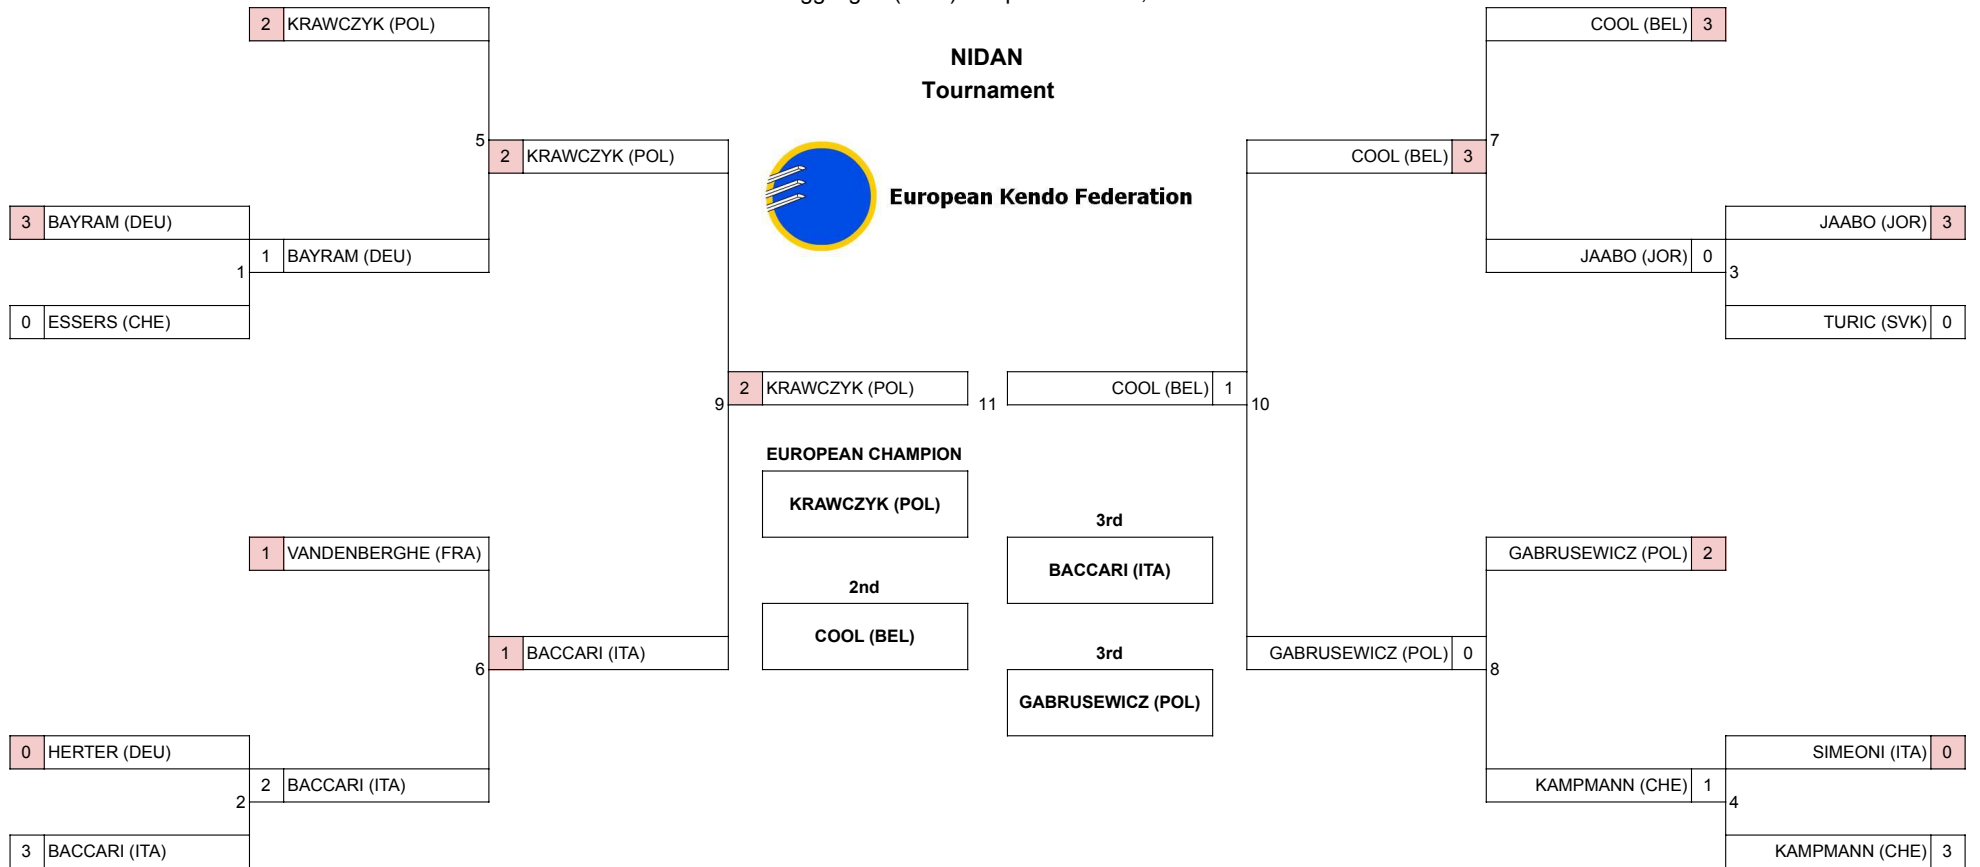 2 KRAWCZYK (POL)
COOL (BEL) 3
NIDAN
Tournament
5
7
2 KRAWCZYK (POL)
COOL (BEL) 3
European Kendo Federation
3 BAYRAM (DEU)
JAABO (JOR) 3
1 BAYRAM (DEU)
JAABO (JOR) 0
1
3
0 ESSERS (CHE)
TURIC (SVK) 0
2 KRAWCZYK (POL)
COOL (BEL) 1
9
11
10
EUROPEAN CHAMPION
KRAWCZYK (POL)
3rd
1 VANDENBERGHE (FRA)
GABRUSEWICZ (POL) 2
BACCARI (ITA)
2nd
COOL (BEL)
1 BACCARI (ITA)
3rd
GABRUSEWICZ (POL) 0
6
8
GABRUSEWICZ (POL)
0 HERTER (DEU)
SIMEONI (ITA) 0
2 BACCARI (ITA)
KAMPMANN (CHE) 1
2
4
3 BACCARI (ITA)
KAMPMANN (CHE) 3